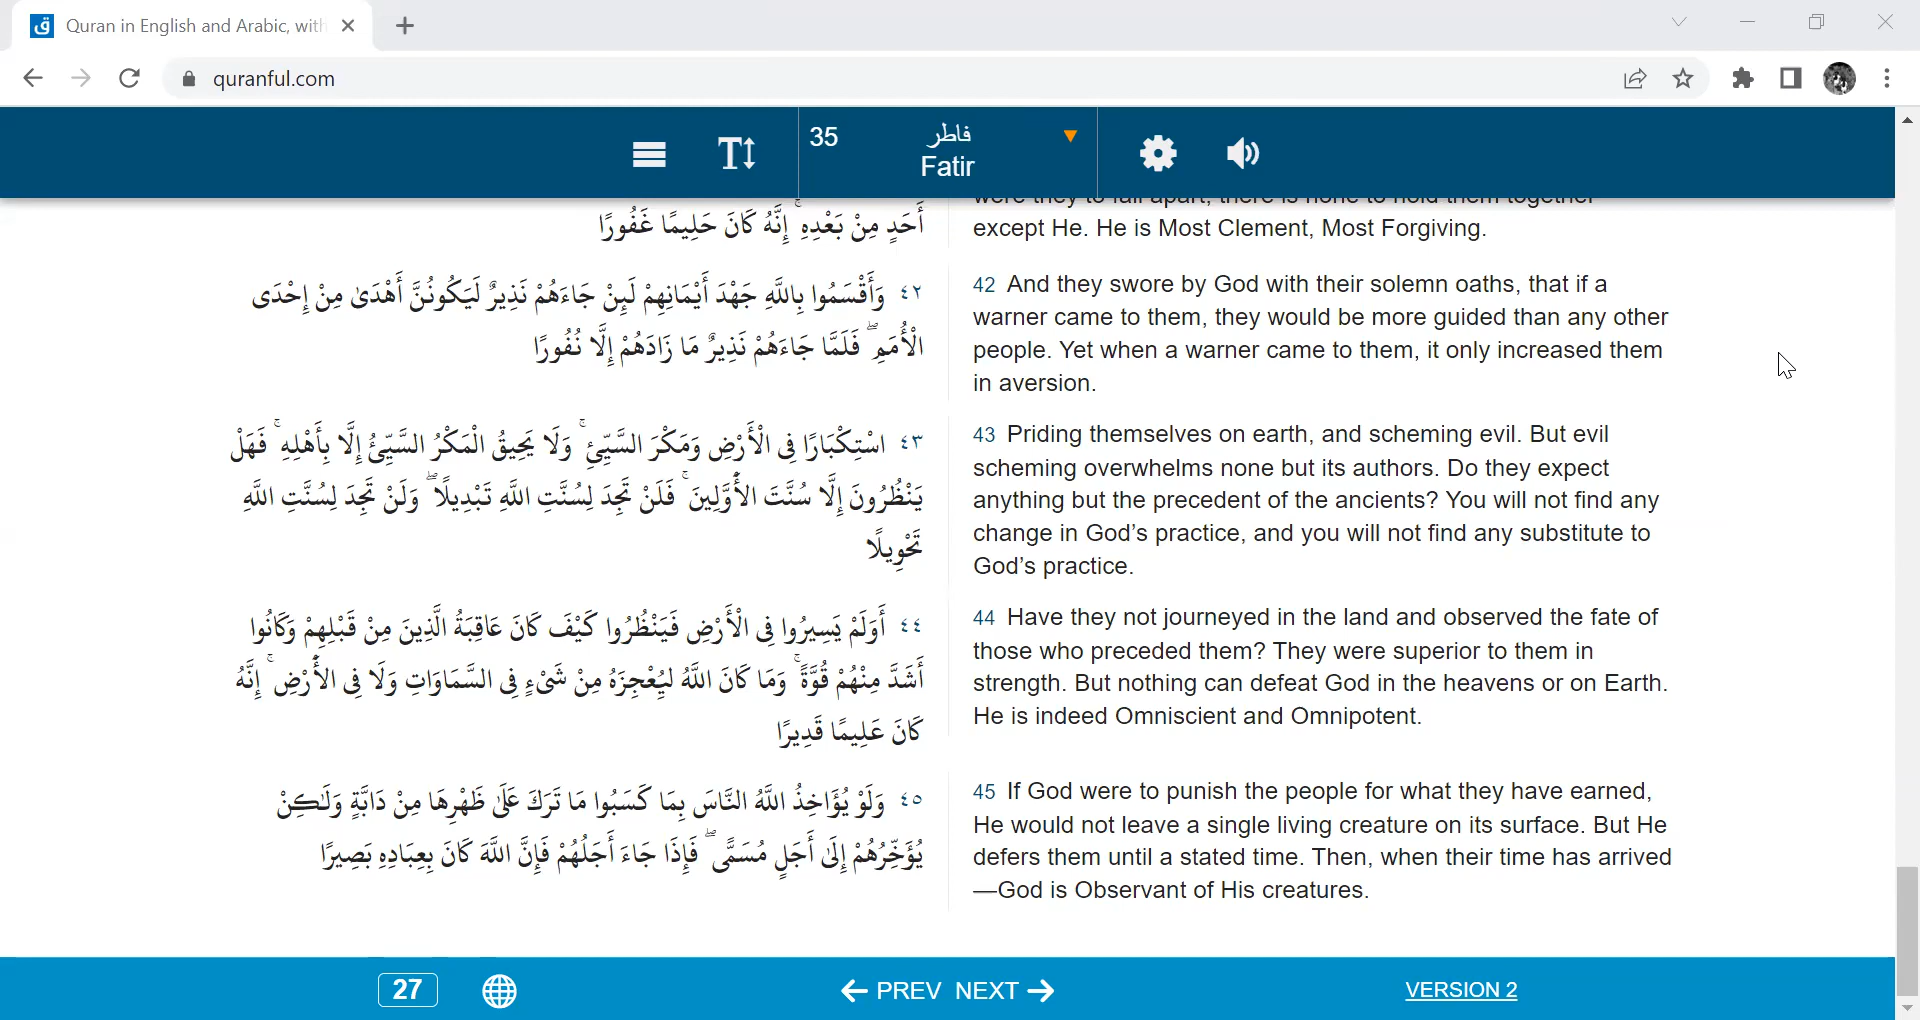 Quran in English and Arabic, with
quranful.com
35
فاطر
Fatir
أَحَدٍ مِنْ بَعْدِهِ ۚ إِنَّهُ كَانَ حَلِيمًا غَفُورًا
were they to fall apart, there is none to hold them together
except He. He is Most Clement, Most Forgiving.
٤٢ وَأَقْسَمُوا بِاللَّهِ جَهْدَ أَيْمَانِهِمْ لَئِنْ جَاءَهُمْ نَذِيرٌ لَيَكُونُنَّ أَهْدَىٰ مِنْ إِحْدَى
الْأُمَمِ ۖ فَلَمَّا جَاءَهُمْ نَذِيرٌ مَا زَادَهُمْ إِلَّا نُفُورًا
42 And they swore by God with their solemn oaths, that if a
warner came to them, they would be more guided than any other
people. Yet when a warner came to them, it only increased them
in aversion.
٤٣ اسْتِكْبَارًا فِي الْأَرْضِ وَمَكْرَ السَّيِّئِ ۚ وَلَا يَحِيقُ الْمَكْرُ السَّيِّئُ إِلَّا بِأَهْلِهِ ۚ فَهَلْ
يَنْظُرُونَ إِلَّا سُنَّتَ الْأَوَّلِينَ ۚ فَلَنْ تَجِدَ لِسُنَّتِ اللَّهِ تَبْدِيلًا ۖ وَلَنْ تَجِدَ لِسُنَّتِ اللَّهِ
تَحْوِيلًا
43 Priding themselves on earth, and scheming evil. But evil
scheming overwhelms none but its authors. Do they expect
anything but the precedent of the ancients? You will not find any
change in God’s practice, and you will not find any substitute to
God’s practice.
٤٤ أَوَلَمْ يَسِيرُوا فِي الْأَرْضِ فَيَنْظُرُوا كَيْفَ كَانَ عَاقِبَةُ الَّذِينَ مِنْ قَبْلِهِمْ وَكَانُوا
أَشَدَّ مِنْهُمْ قُوَّةً ۚ وَمَا كَانَ اللَّهُ لِيُعْجِزَهُ مِنْ شَيْءٍ فِي السَّمَاوَاتِ وَلَا فِي الْأَرْضِ ۚ إِنَّهُ
كَانَ عَلِيمًا قَدِيرًا
44 Have they not journeyed in the land and observed the fate of
those who preceded them? They were superior to them in
strength. But nothing can defeat God in the heavens or on Earth.
He is indeed Omniscient and Omnipotent.
٤٥ وَلَوْ يُؤَاخِذُ اللَّهُ النَّاسَ بِمَا كَسَبُوا مَا تَرَكَ عَلَىٰ ظَهْرِهَا مِنْ دَابَّةٍ وَلَٰكِنْ
يُؤَخِّرُهُمْ إِلَىٰ أَجَلٍ مُسَمًّى ۖ فَإِذَا جَاءَ أَجَلُهُمْ فَإِنَّ اللَّهَ كَانَ بِعِبَادِهِ بَصِيرًا
45 If God were to punish the people for what they have earned,
He would not leave a single living creature on its surface. But He
defers them until a stated time. Then, when their time has arrived
—God is Observant of His creatures.
27
PREV NEXT
VERSION 2